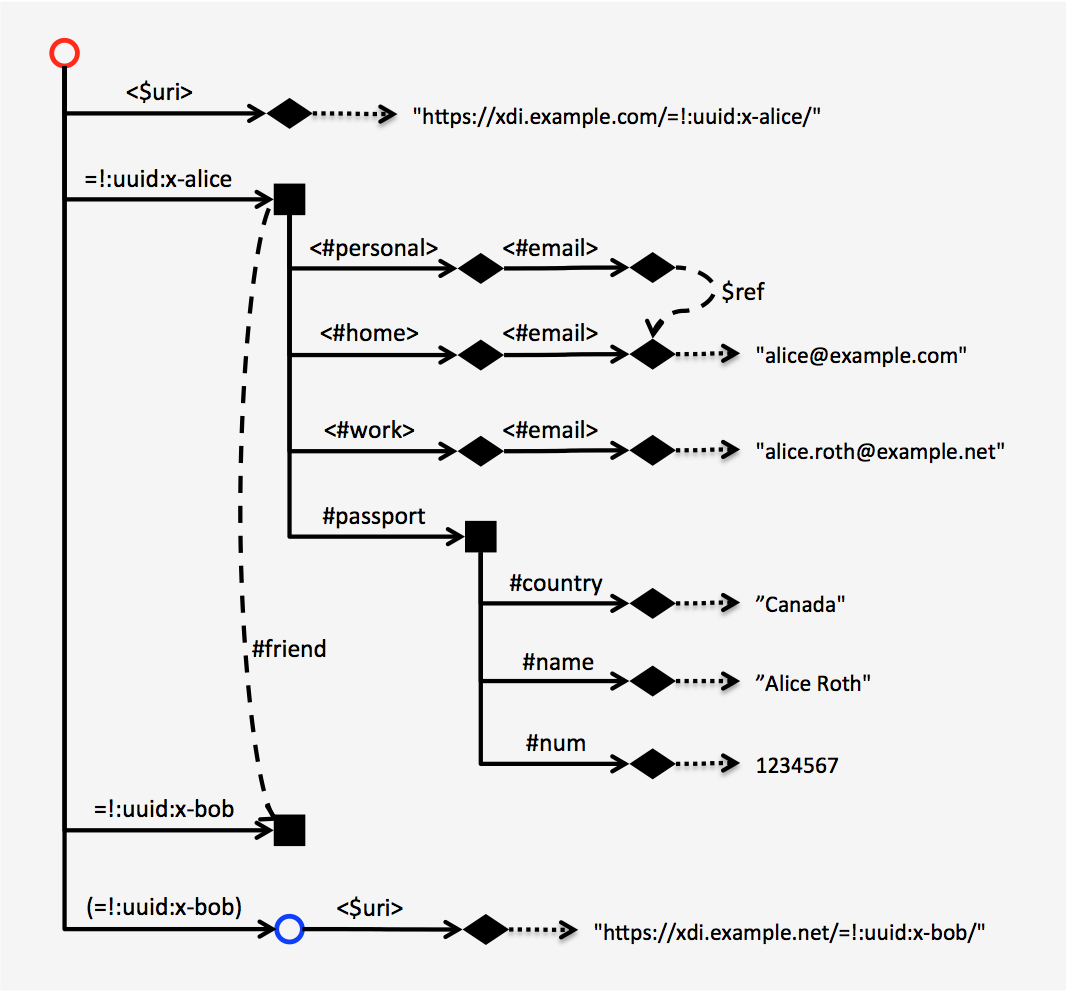 <$uri>
"https://xdi.example.com/=!:uuid:x-alice/"
=!:uuid:x-alice
<#personal>
<#email>
$ref
<#home>
<#email>
"alice@example.com"
<#work>
<#email>
"alice.roth@example.net"
#passport
#country
”Canada"
#friend
#name
”Alice Roth"
#num
1234567
=!:uuid:x-bob
(=!:uuid:x-bob)
<$uri>
"https://xdi.example.net/=!:uuid:x-bob/"